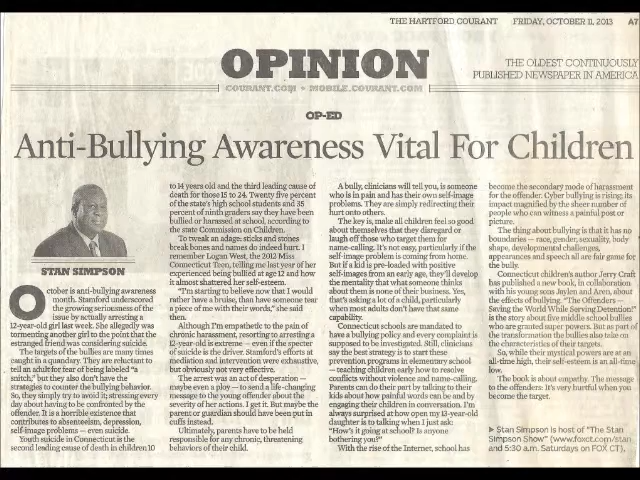 THE HARTFORD COURANT FRIDAY, OCTOBER 11, 2013 A7
OPINION
COURANT.COM • MOBILE.COURANT.COM
THE OLDEST CONTINUOUSLY
PUBLISHED NEWSPAPER IN AMERICA
OP-ED
Anti-Bullying Awareness Vital For Children
STAN SIMPSON
October is anti-bullying awareness
month. Stamford underscored
the growing seriousness of the
issue by actually arresting a
12-year-old girl last week. She allegedly was
tormenting another girl to the point that the
estranged friend was considering suicide.
The targets of the bullies are many times
caught in a quandary. They are reluctant to
tell an adult for fear of being labeled "a
snitch," but they also don't have the
strategies to counter the bullying behavior.
So, they simply try to avoid it; stressing every
day about having to be confronted by the
offender. It is a horrible existence that
contributes to absenteeism, depression,
self-image problems — even suicide.
Youth suicide in Connecticut is the
second leading cause of death in children 10
to 14 years old and the third leading cause of
death for those 15 to 24. Twenty five percent
of the state's high school students and 35
percent of ninth graders say they have been
bullied or harassed at school, according to
the state Commission on Children.
To tweak an adage: sticks and stones
break bones and names do indeed hurt. I
remember Logan West, the 2012 Miss
Connecticut Teen, telling me last year of her
experienced being bullied at age 12 and how
it almost shattered her self-esteem.
"I'm starting to believe now that I would
rather have a bruise, than have someone tear
a piece of me with their words," she said
then.
Although I'm empathetic to the pain of
chronic harassment, resorting to arresting a
12-year-old is extreme — even if the specter
of suicide is the driver. Stamford's efforts at
mediation and intervention were exhaustive,
but obviously not very effective.
The arrest was an act of desperation —
maybe even a ploy — to send a life-changing
message to the young offender about the
severity of her actions. I get it. But maybe the
parent or guardian should have been put in
cuffs instead.
Ultimately, parents have to be held
responsible for any chronic, threatening
behaviors of their child.
A bully, clinicians will tell you, is someone
who is in pain and has their own self-image
problems. They are simply redirecting their
hurt onto others.
The key is, make all children feel so good
about themselves that they disregard or
laugh off those who target them for
name-calling. It's not easy, particularly if the
self-image problem is coming from home.
But if a kid is pre-loaded with positive
self-images from an early age, they'll develop
the mentality that what someone thinks
about them is none of their business. Yes,
that's asking a lot of a child, particularly
when most adults don't have that same
capability.
Connecticut schools are mandated to
have a bullying policy and every complaint is
supposed to be investigated. Still, clinicians
say the best strategy is to start these
prevention programs in elementary school
— teaching children early how to resolve
conflicts without violence and name-calling.
Parents can do their part by talking to their
kids about how painful words can be and by
engaging their children in conversation. I'm
always surprised at how open my 13-year-old
daughter is to talking when I just ask:
"How's it going at school? Is anyone
bothering you?"
With the rise of the Internet, school has
become the secondary mode of harassment
for the offender. Cyber bullying is rising; its
impact magnified by the sheer number of
people who can witness a painful post or
picture.
The thing about bullying is that it has no
boundaries — race, gender, sexuality, body
shape, developmental challenges,
appearances and speech all are fair game for
the bully.
Connecticut children's author Jerry Craft
has published a new book, in collaboration
with his young sons Jaylen and Aren, about
the effects of bullying. "The Offenders —
Saving the World While Serving Detention!"
is the story about five middle school bullies
who are granted super powers. But as part of
the transformation the bullies also take on
the characteristics of their targets.
So, while their mystical powers are at an
all-time high, their self-esteem is an all-time
low.
The book is about empathy. The message
to the offenders: It's very hurtful when you
become the target.
▶ Stan Simpson is host of "The Stan
Simpson Show" (www.foxct.com/stan
and 5:30 a.m. Saturdays on FOX CT).